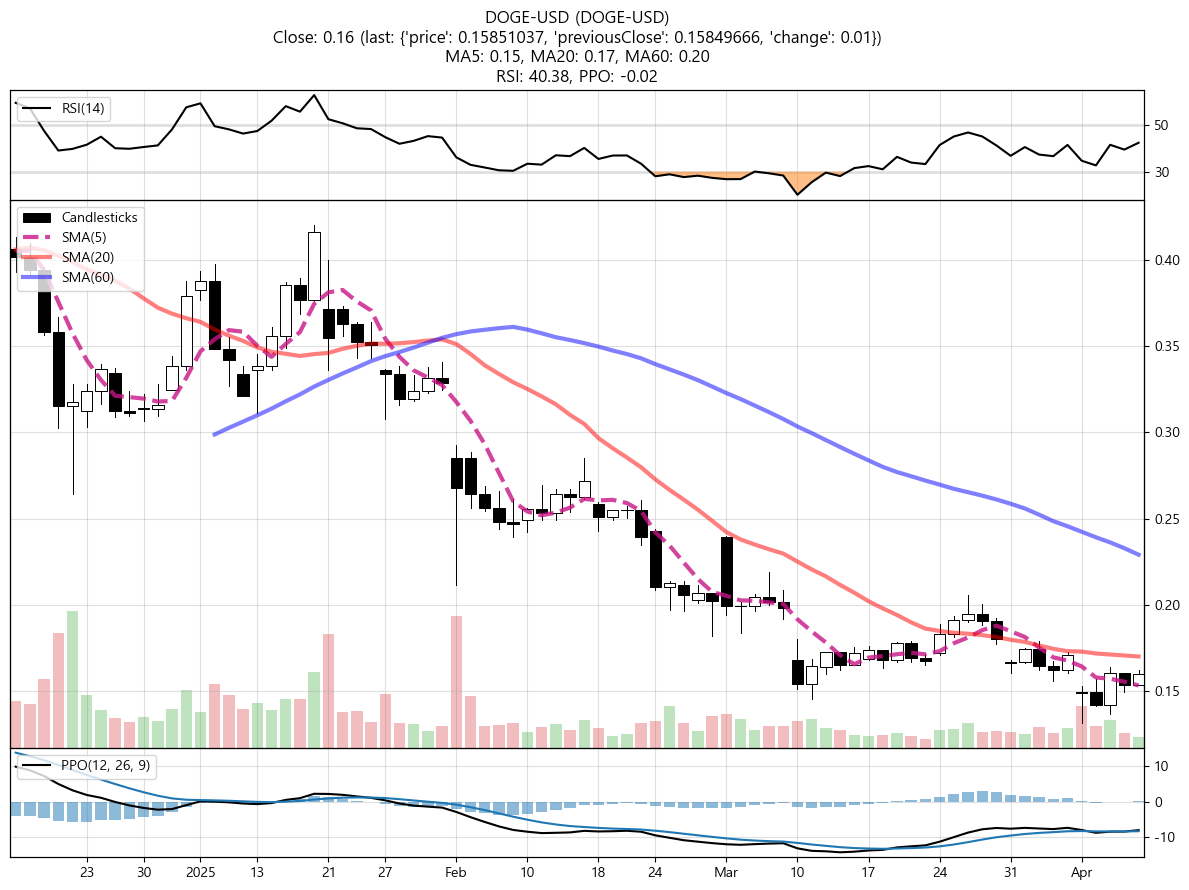 DOGE-USD (DOGE-USD)
Close: 0.16 (last: {'price': 0.15851037, 'previousClose': 0.15849666, 'change': 0.01})
MA5: 0.15, MA20: 0.17, MA60: 0.20
RSI: 40.38, PPO: -0.02
RSI(14)
50
30
Candlesticks
SMA(5)
SMA(20)
SMA(60)
0.40
0.35
0.30
0.25
0.20
0.15
PPO(12, 26, 9)
10
0
-10
23 30 2025 13 21 27 Feb 10 18 24 Mar 10 17 24 31 Apr